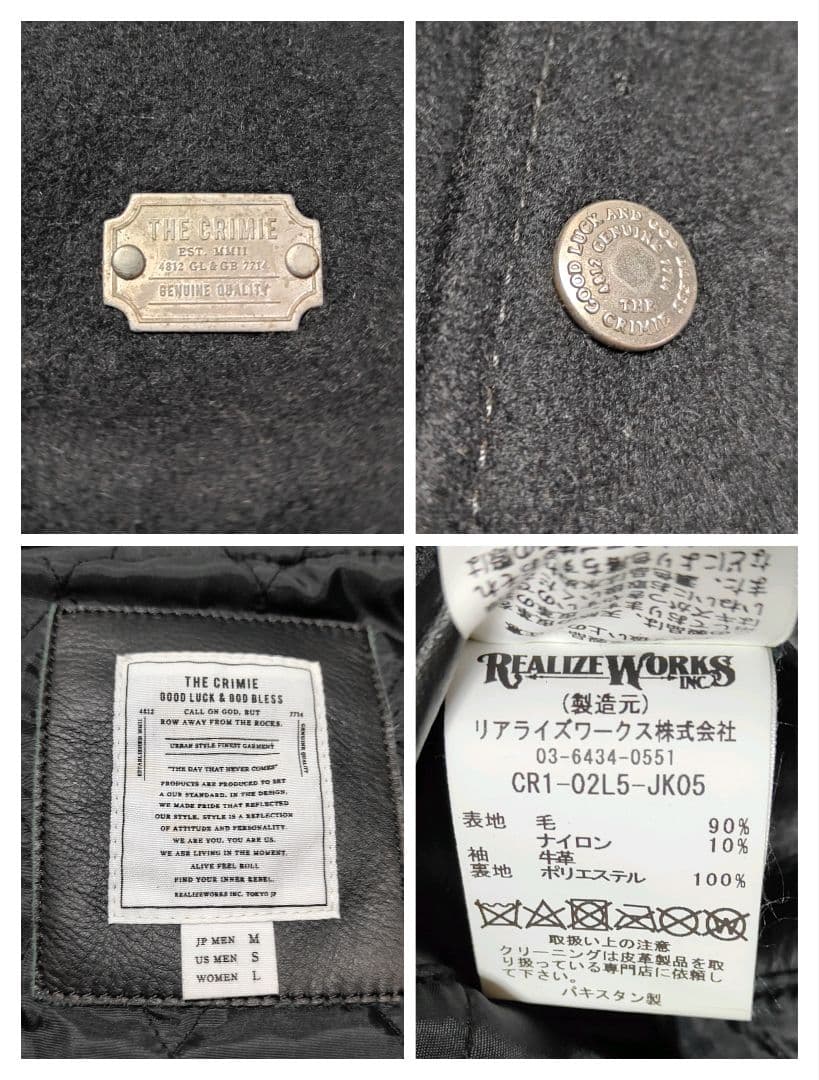 THE CRIMIE
EST. MMII
4812 GL & GB 7714
GENUINE QUALITY
GOOD LUCK AND GOD BLESS
4812 GENUINE 7714
THE
CRIMIE
THE CRIMIE
GOOD LUCK & GOD BLESS
4812
CALL ON GOD, BUT
7714
ROW AWAY FROM THE ROCKS.
ESTABLISHED MMII
GENUINE QUALITY
URBAN STYLE FINEST GARMENT
"THE DAY THAT NEVER COMES"
PRODUCTS ARE PRODUCED TO SET
A OUR STANDARD. IN THE DESIGN,
WE MADE PRIDE THAT REFLECTED
OUR STYLE. STYLE IS A REFLECTION
OF ATTITUDE AND PERSONALITY.
WE ARE YOU. YOU ARE US.
WE ARE LIVING IN THE MOMENT.
ALIVE FEEL ROLL
FIND YOUR INNER REBEL.
REALIZEWORKS INC. TOKYO JP
JP MEN M
US MEN S
WOMEN L
REALIZE WORKS
INC.
(製造元)
リアライズワークス株式会社
03-6434-0551
CR1-02L5-JK05
表地 毛 90%
ナイロン 10%
袖 牛革
裏地 ポリエステル 100%
取扱い上の注意
クリーニングは皮革製品を取
り扱っている専門店に依頼し
て下さい。
パキスタン製